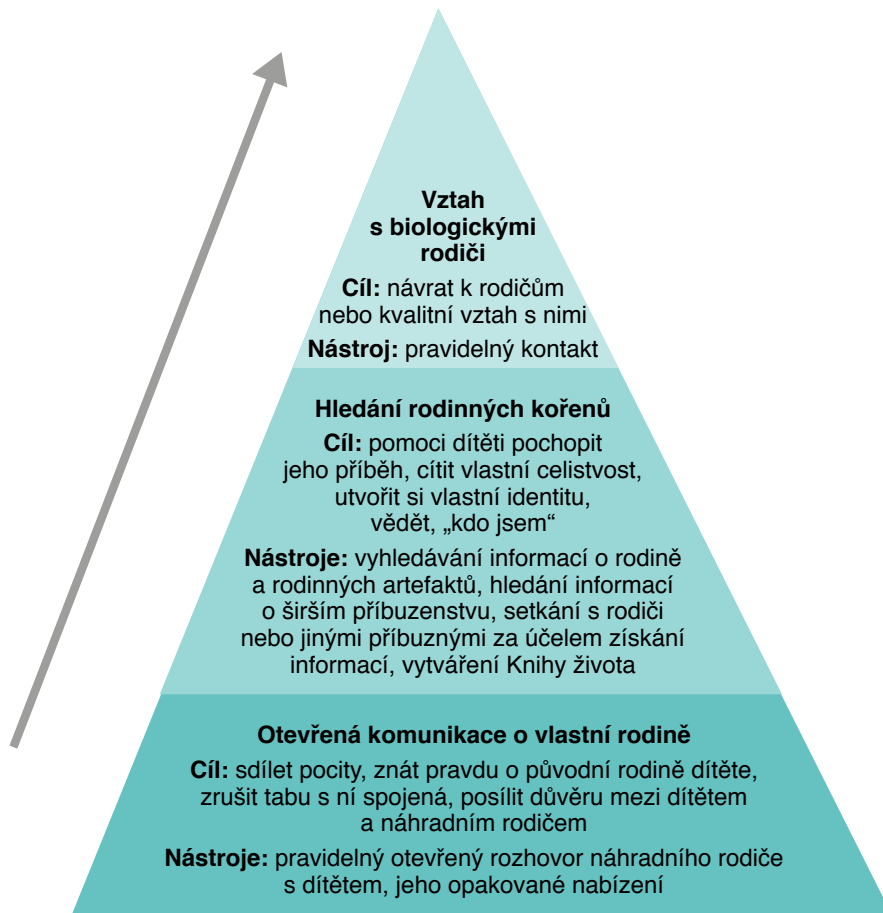 Vztah
s biologickými
rodiči
Cíl: návrat k rodičům
nebo kvalitní vztah s nimi
Nástroj: pravidelný kontakt
Hledání rodinných kořenů
Cíl: pomoci dítěti pochopit
jeho příběh, cítit vlastní celistvost,
utvořit si vlastní identitu,
vědět, „kdo jsem“
Nástroje: vyhledávání informací o rodině
a rodinných artefaktů, hledání informací
o širším příbuzenstvu, setkání s rodiči
nebo jinými příbuznými za účelem získání
informací, vytváření Knihy života
Otevřená komunikace o vlastní rodině
Cíl: sdílet pocity, znát pravdu o původní rodině dítěte,
zrušit tabu s ní spojená, posílit důvěru mezi dítětem
a náhradním rodičem
Nástroje: pravidelný otevřený rozhovor náhradního rodiče
s dítětem, jeho opakované nabízení